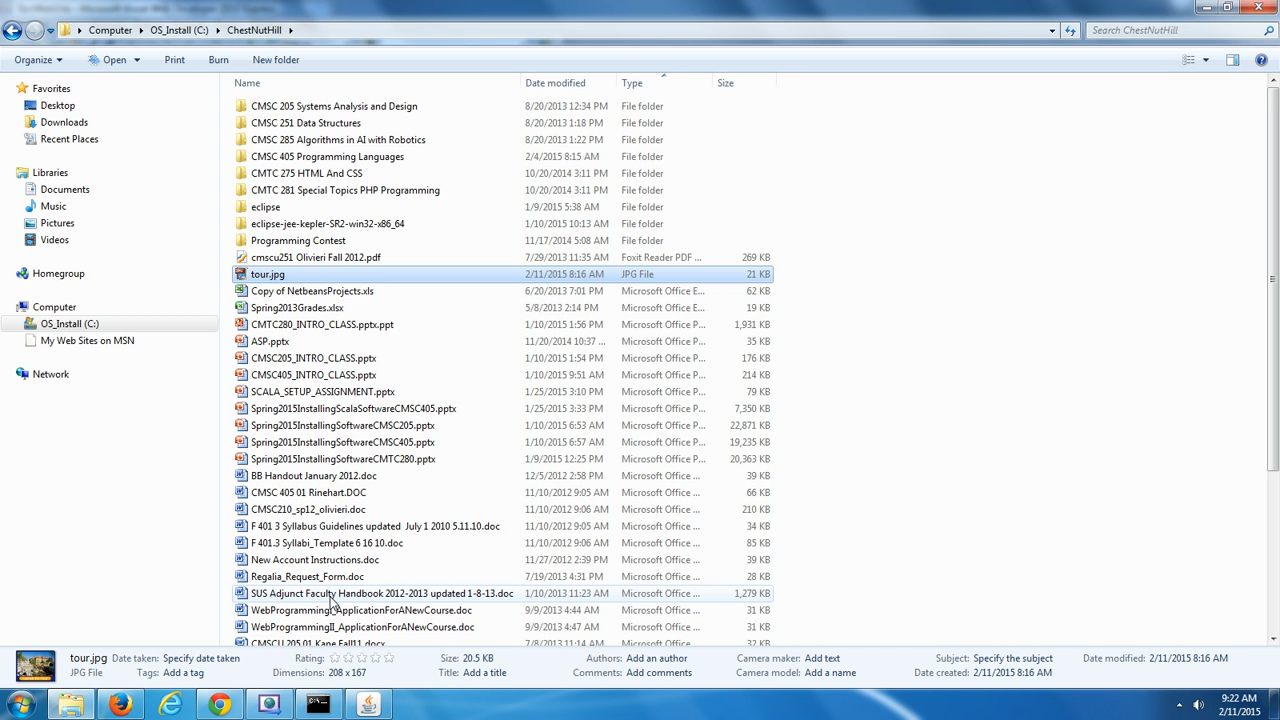 Computer ▸ OS_Install (C:) ▸ ChestNutHill ▸
Search ChestNutHill
Organize Open Print Burn New folder
Favorites
Desktop
Downloads
Recent Places
Libraries
Documents
Music
Pictures
Videos
Homegroup
Computer
OS_Install (C:)
My Web Sites on MSN
Network
Name Date modified Type Size
CMSC 205 Systems Analysis and Design 8/20/2013 12:34 PM File folder
CMSC 251 Data Structures 8/20/2013 1:18 PM File folder
CMSC 285 Algorithms in AI with Robotics 8/20/2013 1:22 PM File folder
CMSC 405 Programming Languages 2/4/2015 8:15 AM File folder
CMTC 275 HTML And CSS 10/20/2014 3:11 PM File folder
CMTC 281 Special Topics PHP Programming 10/20/2014 3:11 PM File folder
eclipse 1/9/2015 5:38 AM File folder
eclipse-jee-kepler-SR2-win32-x86_64 1/10/2015 10:13 AM File folder
Programming Contest 11/17/2014 5:08 AM File folder
cmscu251 Olivieri Fall 2012.pdf 7/29/2013 11:35 AM Foxit Reader PDF ... 269 KB
tour.jpg 2/11/2015 8:16 AM JPG File 21 KB
Copy of NetbeansProjects.xls 6/20/2013 7:01 PM Microsoft Office E... 62 KB
Spring2013Grades.xlsx 5/8/2013 2:14 PM Microsoft Office E... 19 KB
CMTC280_INTRO_CLASS.pptx.ppt 1/10/2015 1:56 PM Microsoft Office P... 1,931 KB
ASP.pptx 11/20/2014 10:37 ... Microsoft Office P... 35 KB
CMSC205_INTRO_CLASS.pptx 1/10/2015 1:54 PM Microsoft Office P... 176 KB
CMSC405_INTRO_CLASS.pptx 1/10/2015 9:51 AM Microsoft Office P... 214 KB
SCALA_SETUP_ASSIGNMENT.pptx 1/25/2015 3:10 PM Microsoft Office P... 79 KB
Spring2015InstallingScalaSoftwareCMSC405.pptx 1/25/2015 3:33 PM Microsoft Office P... 7,350 KB
Spring2015InstallingSoftwareCMSC205.pptx 1/10/2015 6:53 AM Microsoft Office P... 22,871 KB
Spring2015InstallingSoftwareCMSC405.pptx 1/10/2015 6:57 AM Microsoft Office P... 19,235 KB
Spring2015InstallingSoftwareCMTC280.pptx 1/9/2015 12:25 PM Microsoft Office P... 20,363 KB
BB Handout January 2012.doc 12/5/2012 2:58 PM Microsoft Office ... 39 KB
CMSC 405 01 Rinehart.DOC 11/10/2012 9:05 AM Microsoft Office ... 66 KB
CMSC210_sp12_olivieri.doc 11/10/2012 9:06 AM Microsoft Office ... 210 KB
F 401 3 Syllabus Guidelines updated July 1 2010 5.11.10.doc 11/10/2012 9:05 AM Microsoft Office ... 34 KB
F 401.3 Syllabi_Template 6 16 10.doc 11/10/2012 9:06 AM Microsoft Office ... 85 KB
New Account Instructions.doc 11/27/2012 2:39 PM Microsoft Office ... 39 KB
Regalia_Request_Form.doc 7/19/2013 4:31 PM Microsoft Office ... 28 KB
SUS Adjunct Faculty Handbook 2012-2013 updated 1-8-13.doc 1/10/2013 11:23 AM Microsoft Office ... 1,279 KB
WebProgrammingI_ApplicationForANewCourse.doc 9/9/2013 4:44 AM Microsoft Office ... 31 KB
WebProgrammingII_ApplicationForANewCourse.doc 9/9/2013 4:47 AM Microsoft Office ... 31 KB
CMSCU 205 01 Kane Fall11.docx 7/8/2013 11:14 AM Microsoft Office ... 32 KB
tour.jpg Date taken: Specify date taken Rating: Size: 20.5 KB Authors: Add an author Camera maker: Add text Subject: Specify the subject Date modified: 2/11/2015 8:16 AM
JPG File Tags: Add a tag Dimensions: 208 x 167 Title: Add a title Comments: Add comments Camera model: Add a name Date created: 2/11/2015 8:16 AM
9:22 AM
2/11/2015